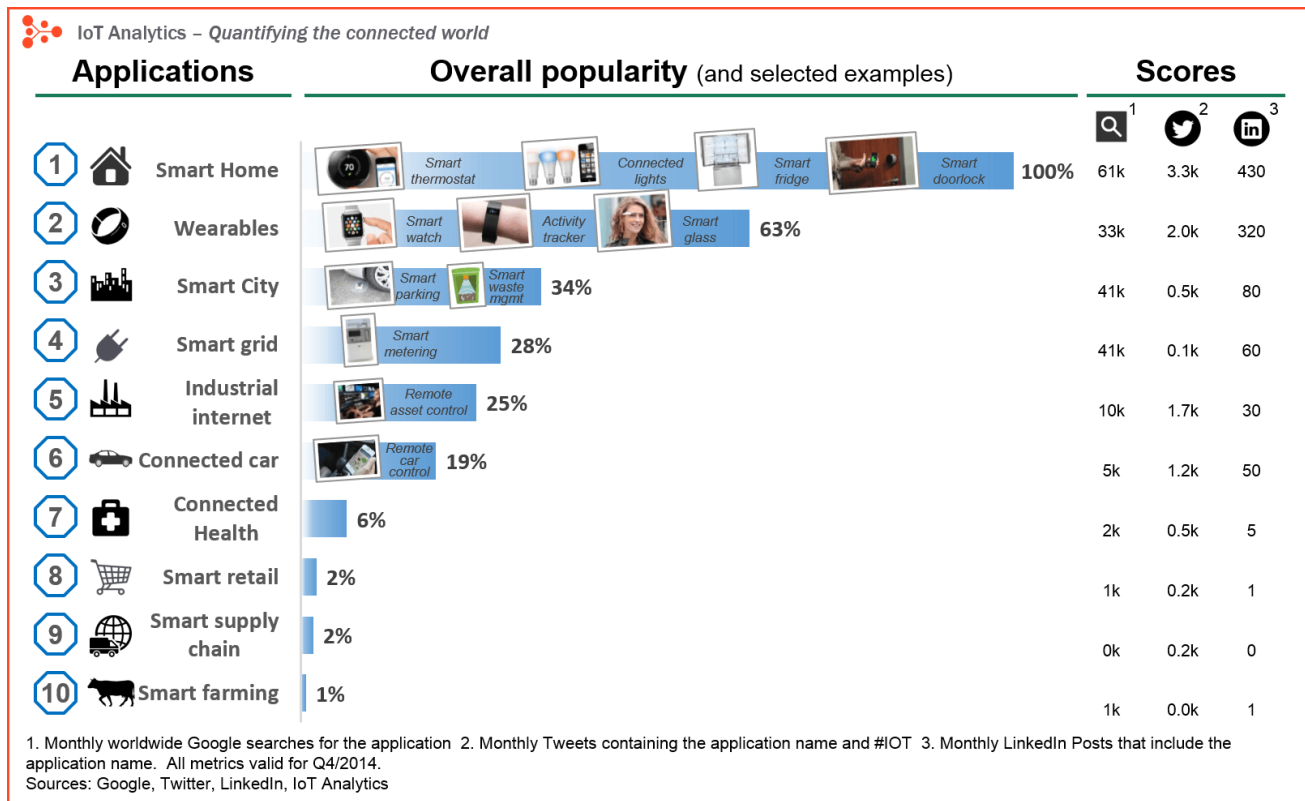 IoT Analytics – Quantifying the connected world
Applications
Overall popularity (and selected examples)
Scores
1
2
3
1
Smart Home
70
Smart
thermostat
Connected
lights
Smart
fridge
Smart
doorlock
100%
61k
3.3k
430
2
Wearables
Smart
watch
Activity
tracker
Smart
glass
63%
33k
2.0k
320
3
Smart City
Smart
parking
Smart
waste
mgmt
34%
41k
0.5k
80
4
Smart grid
Smart
metering
28%
41k
0.1k
60
5
Industrial
internet
Remote
asset control
25%
10k
1.7k
30
6
Connected car
Remote
car
control
19%
5k
1.2k
50
7
Connected
Health
6%
2k
0.5k
5
8
Smart retail
2%
1k
0.2k
1
9
Smart supply
chain
2%
0k
0.2k
0
10
Smart farming
1%
1k
0.0k
1
1. Monthly worldwide Google searches for the application 2. Monthly Tweets containing the application name and #IOT 3. Monthly LinkedIn Posts that include the
application name. All metrics valid for Q4/2014.
Sources: Google, Twitter, LinkedIn, IoT Analytics